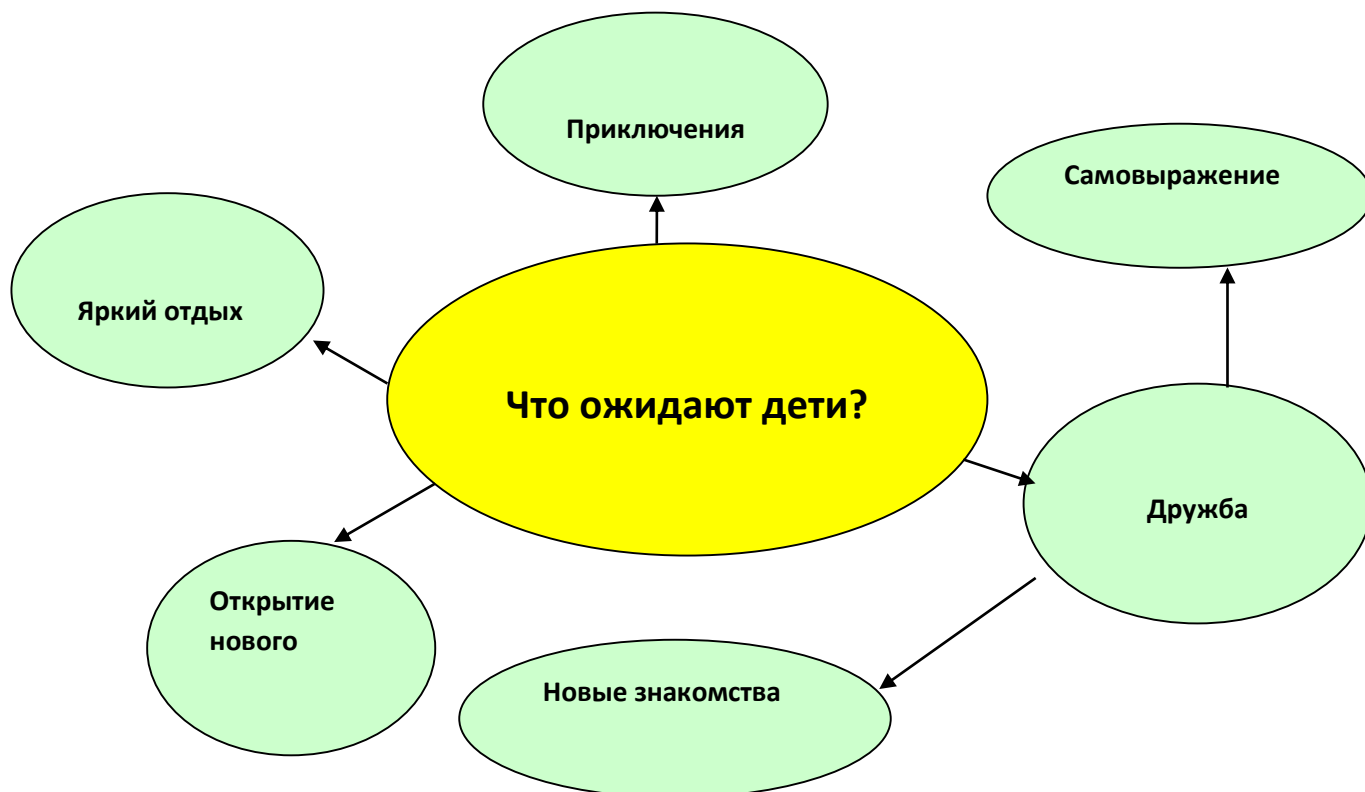 Приключения
Самовыражение
Яркий отдых
Что ожидают дети?
Дружба
Открытие
нового
Новые знакомства